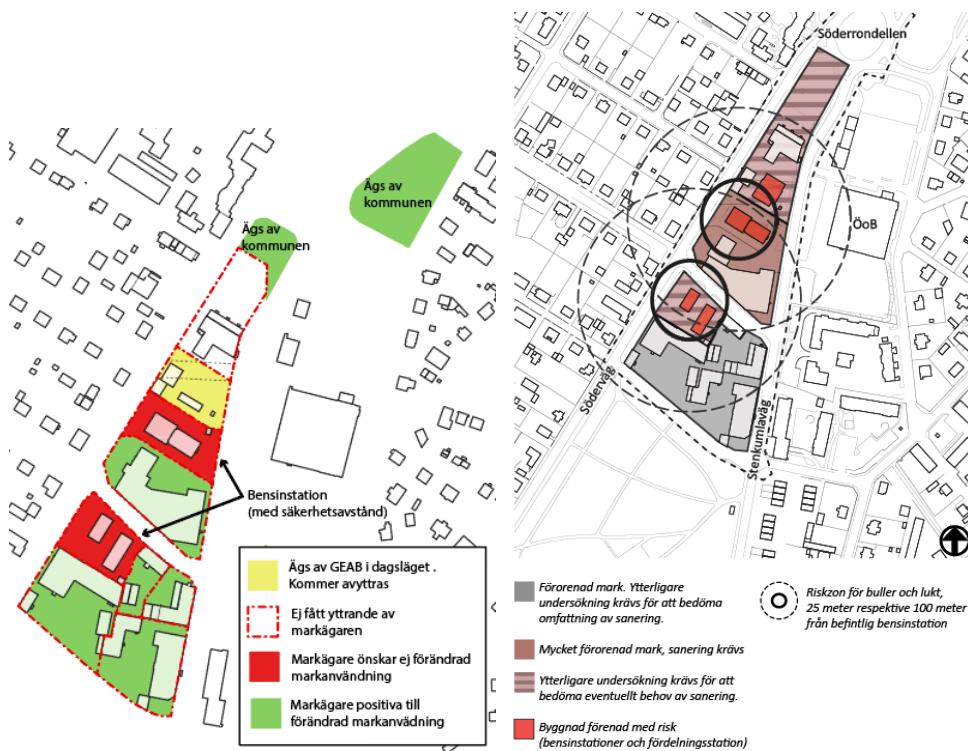 Ägs av
kommunen
Ägs av
kommunen
Bensinstation
(med säkerhetsavstånd)
Ägs av GEAB i dagsläget .
Kommer avyttras
Ej fått yttrande av
markägaren
Markägare önskar ej förändrad
markanvändning
Markägare positiva till
förändrad markanvädning
Söderrondellen
ÖoB
Söderväg
Stenkumlaväg
Förorenad mark. Ytterligare
undersökning krävs för att bedöma
omfattning av sanering.
Mycket förorenad mark, sanering krävs
Ytterligare undersökning krävs för att
bedöma eventuellt behov av sanering.
Byggnad förenad med risk
(bensinstationer och fördelningsstation)
Riskzon för buller och lukt,
25 meter respektive 100 meter
från befintlig bensinstation